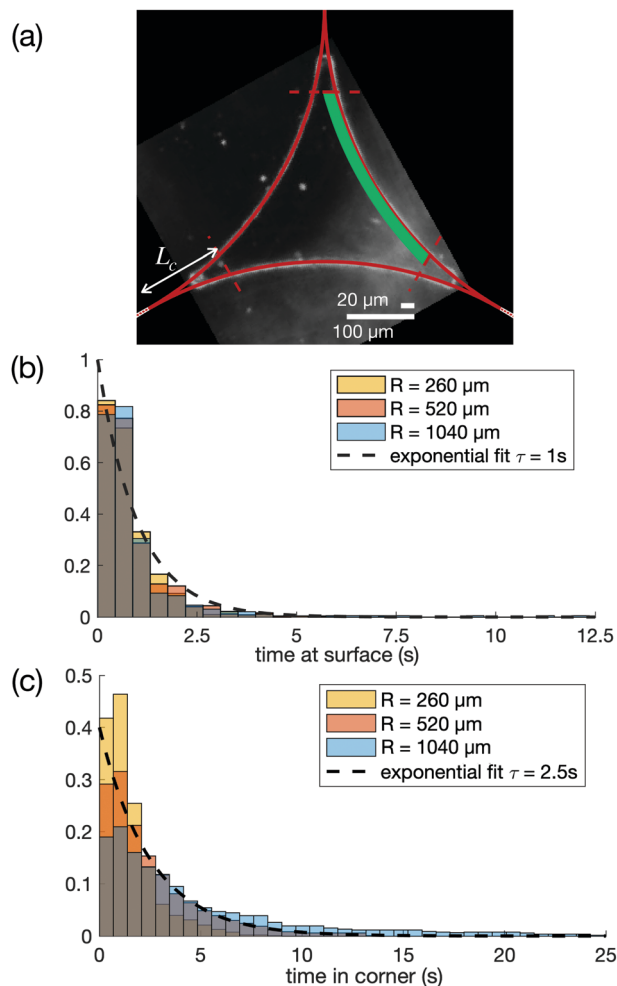 (a)
L_c
20 μm
100 μm
(b)
1
0.8
0.6
0.4
0.2
0
R = 260 μm
R = 520 μm
R = 1040 μm
exponential fit τ = 1s
0 2.5 5 7.5 10 12.5
time at surface (s)
(c)
0.5
0.4
0.3
0.2
0.1
0
R = 260 μm
R = 520 μm
R = 1040 μm
exponential fit τ = 2.5s
0 5 10 15 20 25
time in corner (s)